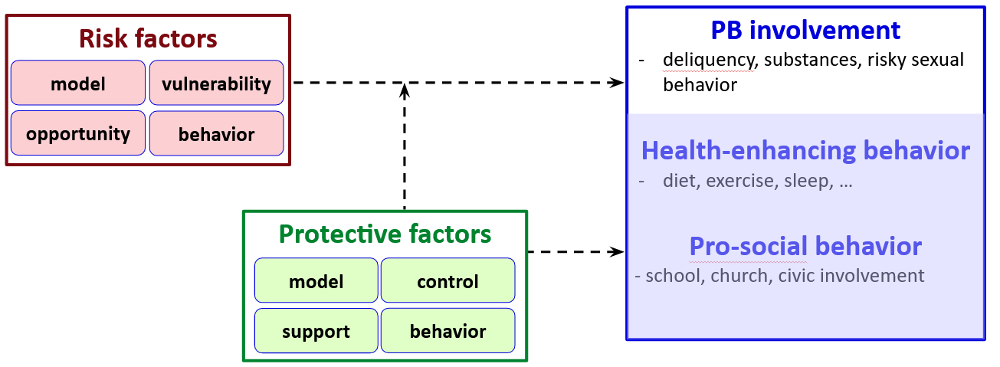 Risk factors
model
vulnerability
opportunity
behavior
PB involvement
- deliquency, substances, risky sexual
behavior
Health-enhancing behavior
- diet, exercise, sleep, ...
Pro-social behavior
- school, church, civic involvement
Protective factors
model
control
support
behavior